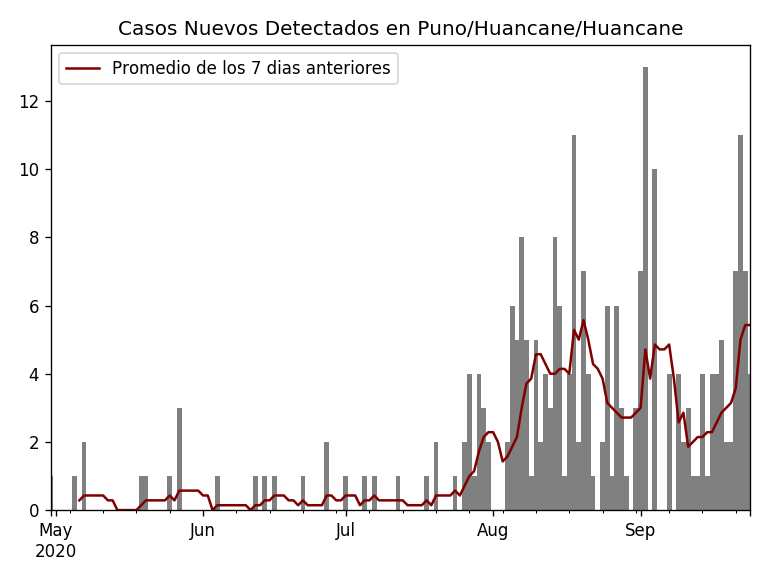 Casos Nuevos Detectados en Puno/Huancane/Huancane
Promedio de los 7 dias anteriores
12
10
8
6
4
2
0
May Jun Jul Aug Sep
2020